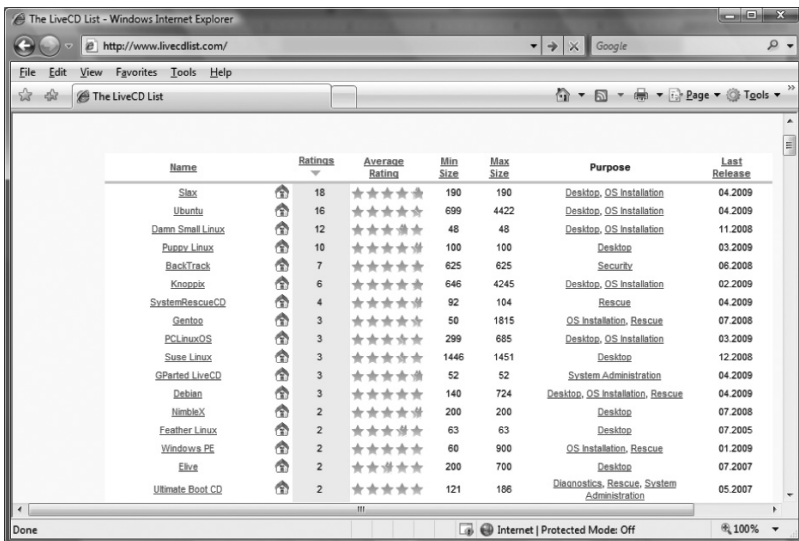 The LiveCD List - Windows Internet Explorer
http://www.livecdlist.com/
Google
File Edit View Favorites Tools Help
The LiveCD List
Page Tools
Name Ratings Average Rating Min Size Max Size Purpose Last Release
Slax 18 190 190 Desktop, OS Installation 04.2009
Ubuntu 16 699 4422 Desktop, OS Installation 04.2009
Damn Small Linux 12 48 48 Desktop, OS Installation 11.2008
Puppy Linux 10 100 100 Desktop 03.2009
BackTrack 7 625 625 Security 06.2008
Knoppix 6 646 4245 Desktop, OS Installation 02.2009
SystemRescueCD 4 92 104 Rescue 04.2009
Gentoo 3 50 1815 OS Installation, Rescue 07.2008
PCLinuxOS 3 299 685 Desktop, OS Installation 03.2009
Suse Linux 3 1446 1451 Desktop 12.2008
GParted LiveCD 3 52 52 System Administration 04.2009
Debian 3 140 724 Desktop, OS Installation, Rescue 04.2009
NimbleX 2 200 200 Desktop 07.2008
Feather Linux 2 63 63 Desktop 07.2005
Windows PE 2 60 900 OS Installation, Rescue 01.2009
Elive 2 200 700 Desktop 07.2007
Ultimate Boot CD 2 121 186 Diagnostics, Rescue, System Administration 05.2007
Done Internet | Protected Mode: Off 100%